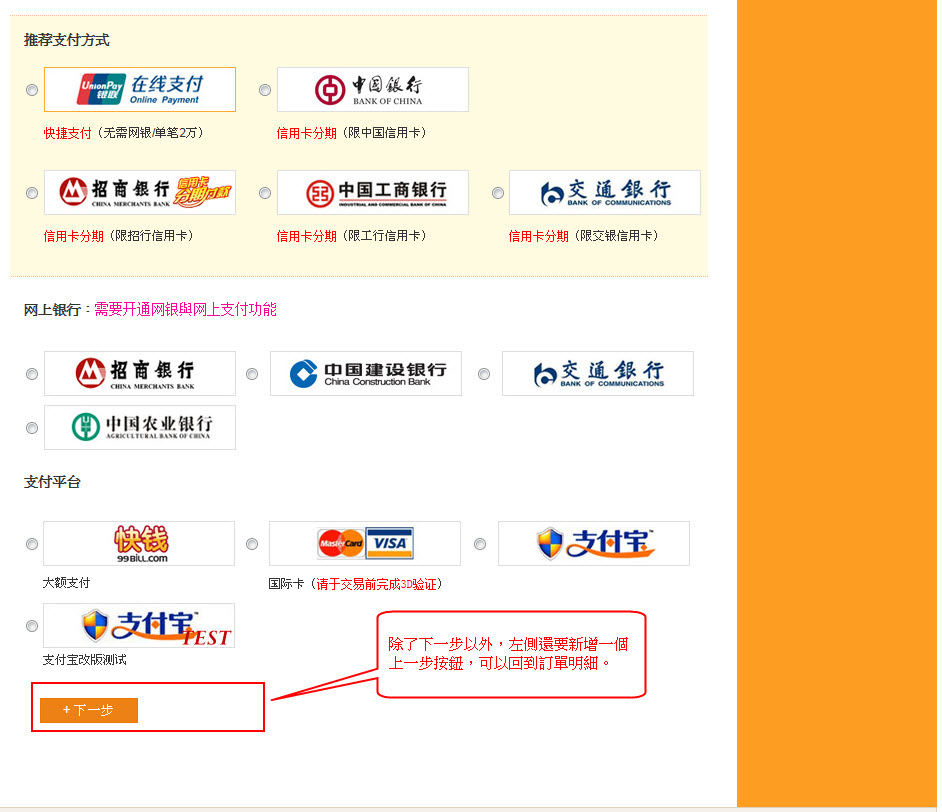 推荐支付方式
UnionPay 银联 在线支付 Online Payment
中国银行 BANK OF CHINA
快捷支付（无需网银/单笔2万）
信用卡分期（限中国信用卡）
招商银行 CHINA MERCHANTS BANK 信用卡 分期付款
中国工商银行 INDUSTRIAL AND COMMERCIAL BANK OF CHINA
交通銀行 BANK OF COMMUNICATIONS
信用卡分期（限招行信用卡）
信用卡分期（限工行信用卡）
信用卡分期（限交银信用卡）
网上银行：需要开通网银與网上支付功能
招商银行 CHINA MERCHANTS BANK
中国建设银行 China Construction Bank
交通銀行 BANK OF COMMUNICATIONS
中国农业银行 AGRICULTURAL BANK OF CHINA
支付平台
快钱 99BILL.COM
MasterCard VISA
支付宝™
大额支付
国际卡（请于交易前完成3D验证）
支付宝™ TEST
支付宝改版测试
除了下一步以外，左側還要新增一個
上一步按鈕，可以回到訂單明細。
+ 下一步